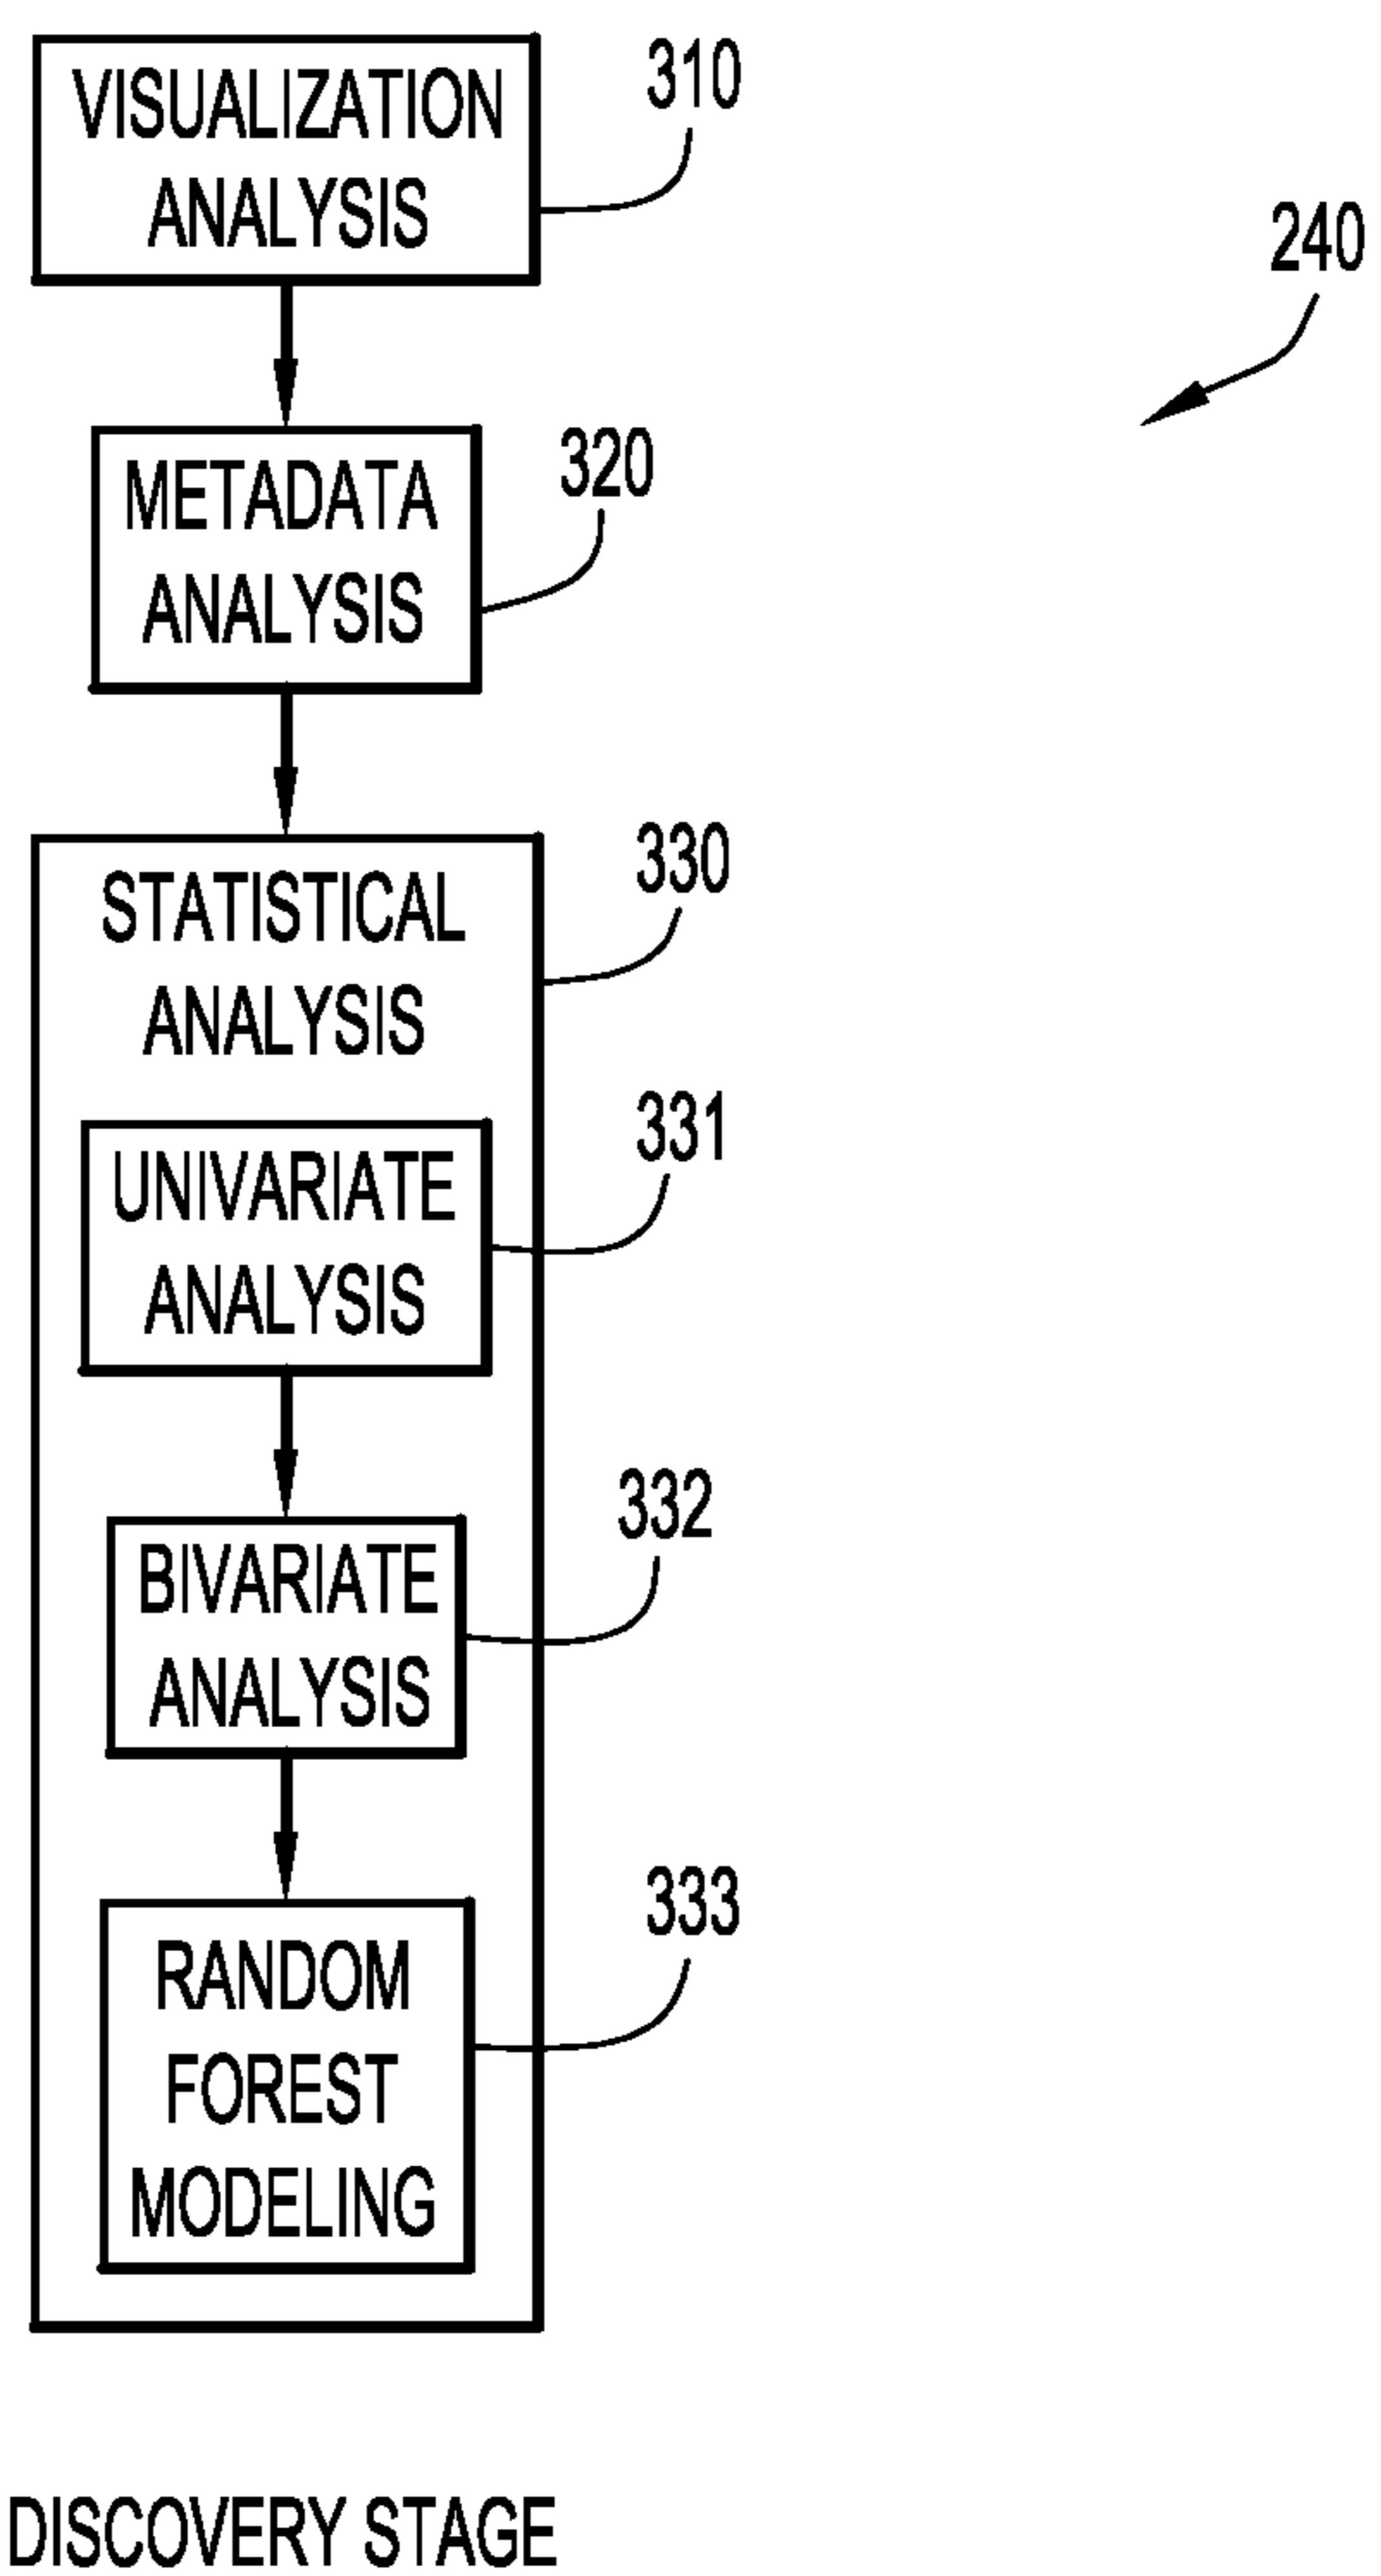 VISUALIZATION
ANALYSIS
310
240
METADATA
ANALYSIS
320
STATISTICAL
ANALYSIS
330
UNIVARIATE
ANALYSIS
331
BIVARIATE
ANALYSIS
332
RANDOM
FOREST
MODELING
333
DISCOVERY STAGE